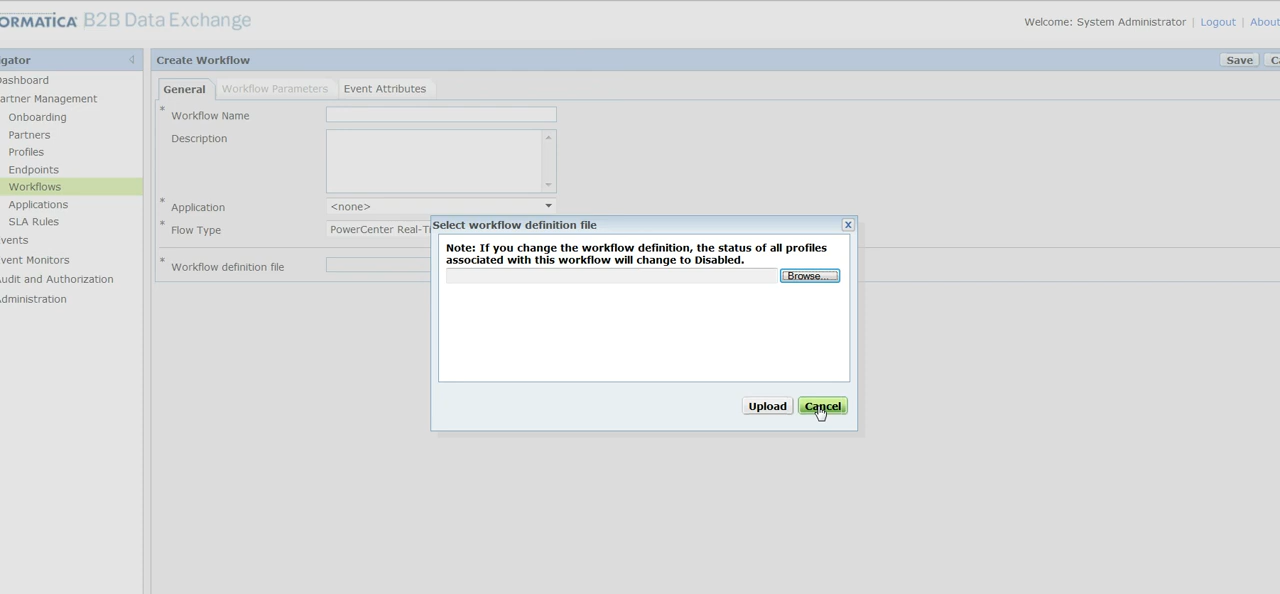 ORMATICA B2B Data Exchange
Welcome: System Administrator | Logout | About
igator
Create Workflow
Save
Dashboard
artner Management
Onboarding
Partners
Profiles
Endpoints
Workflows
Applications
SLA Rules
vents
vent Monitors
udit and Authorization
dministration
General
Workflow Parameters
Event Attributes
* Workflow Name
Description
* Application
<none>
* Flow Type
PowerCenter Real-Ti
* Workflow definition file
Select workflow definition file
x
Note: If you change the workflow definition, the status of all profiles
associated with this workflow will change to Disabled.
Browse...
Upload
Cancel